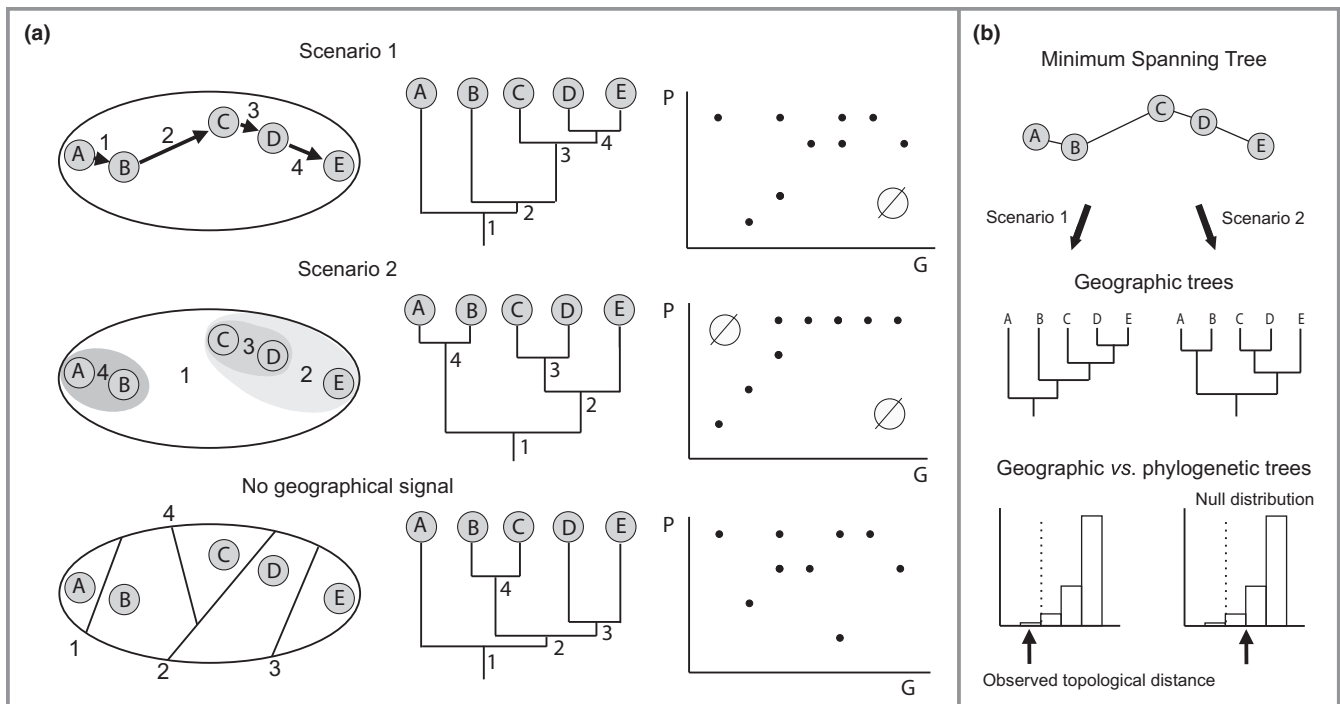 (a)
Scenario 1
A
1
B
2
C
3
D
4
E
A B C D E
4
3
2
1
P
G
Scenario 2
A
4
B
1
C
3
D
2
E
A B C D E
4
3
2
1
P
G
No geographical signal
4
A
B
C
D
E
1
2
3
A B C D E
4
3
2
1
P
G
(b)
Minimum Spanning Tree
A
B
C
D
E
Scenario 1
Scenario 2
Geographic trees
A B C D E
A B C D E
Geographic vs. phylogenetic trees
Null distribution
Observed topological distance